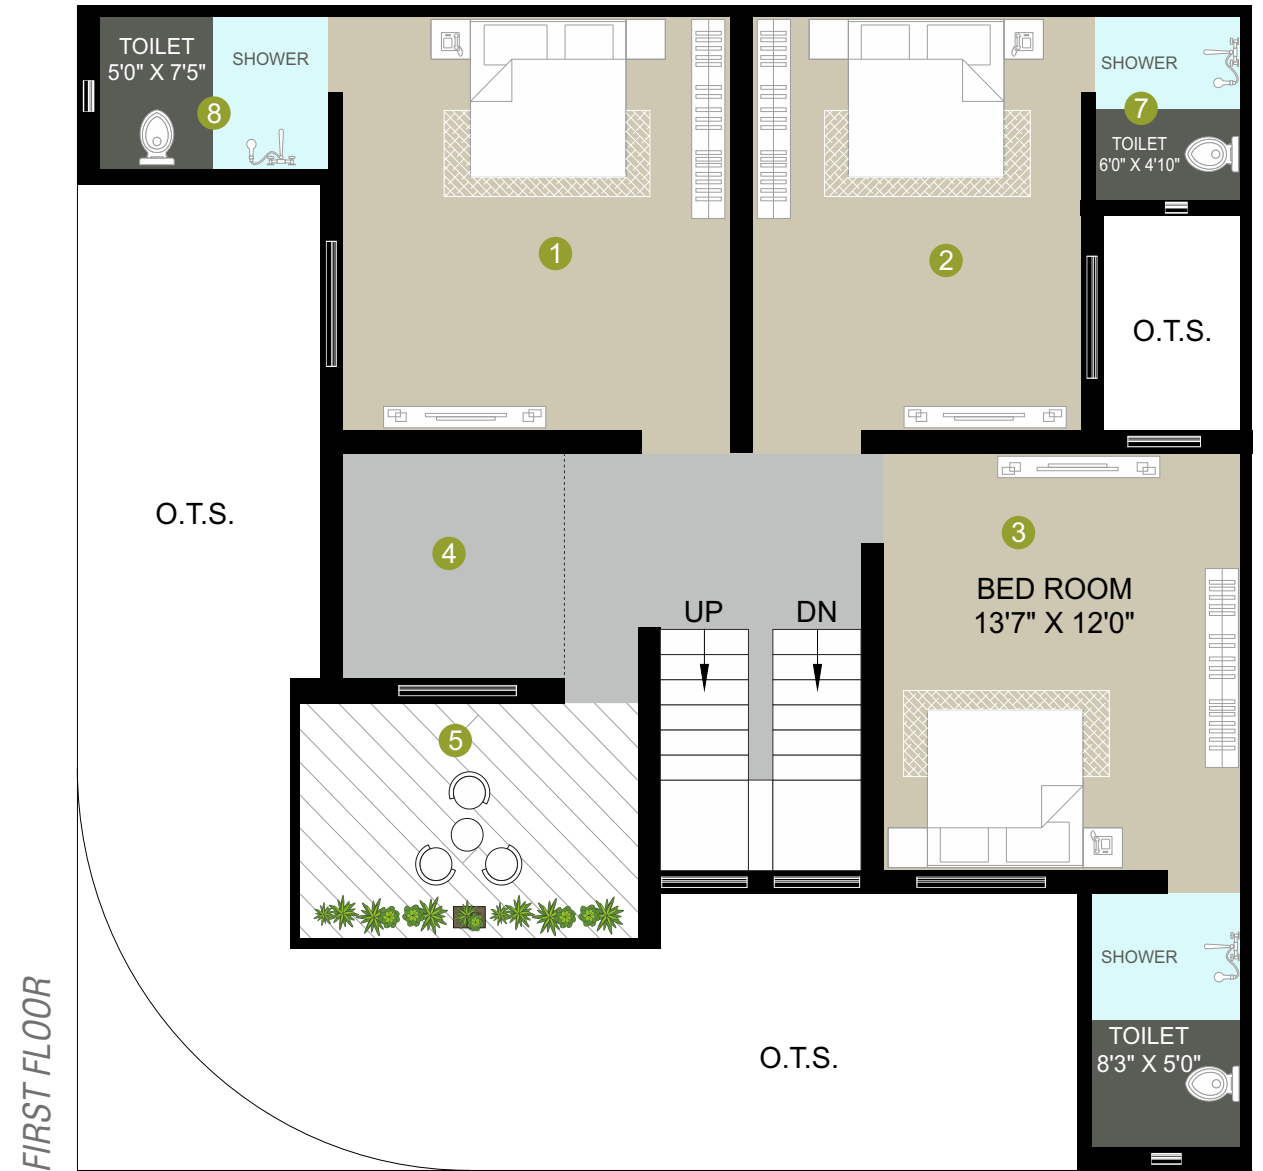 TOILET
5'0" X 7'5"
8
SHOWER
SHOWER
7
TOILET
6'0" X 4'10"
1
2
O.T.S.
O.T.S.
4
3
BED ROOM
13'7" X 12'0"
UP
DN
5
SHOWER
TOILET
8'3" X 5'0"
O.T.S.
FIRST FLOOR